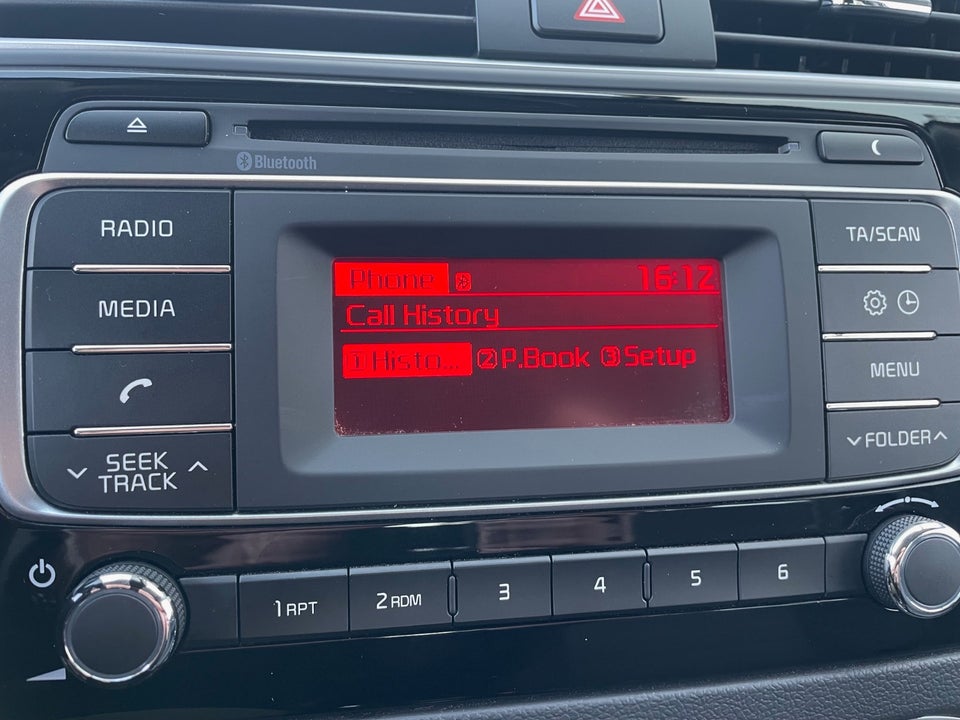 Bluetooth
RADIO
MEDIA
SEEK
TRACK
Phone 16:12
Call History
1 Histo... 2 P.Book 3 Setup
TA/SCAN
MENU
FOLDER
1 RPT
2 RDM
3
4
5
6